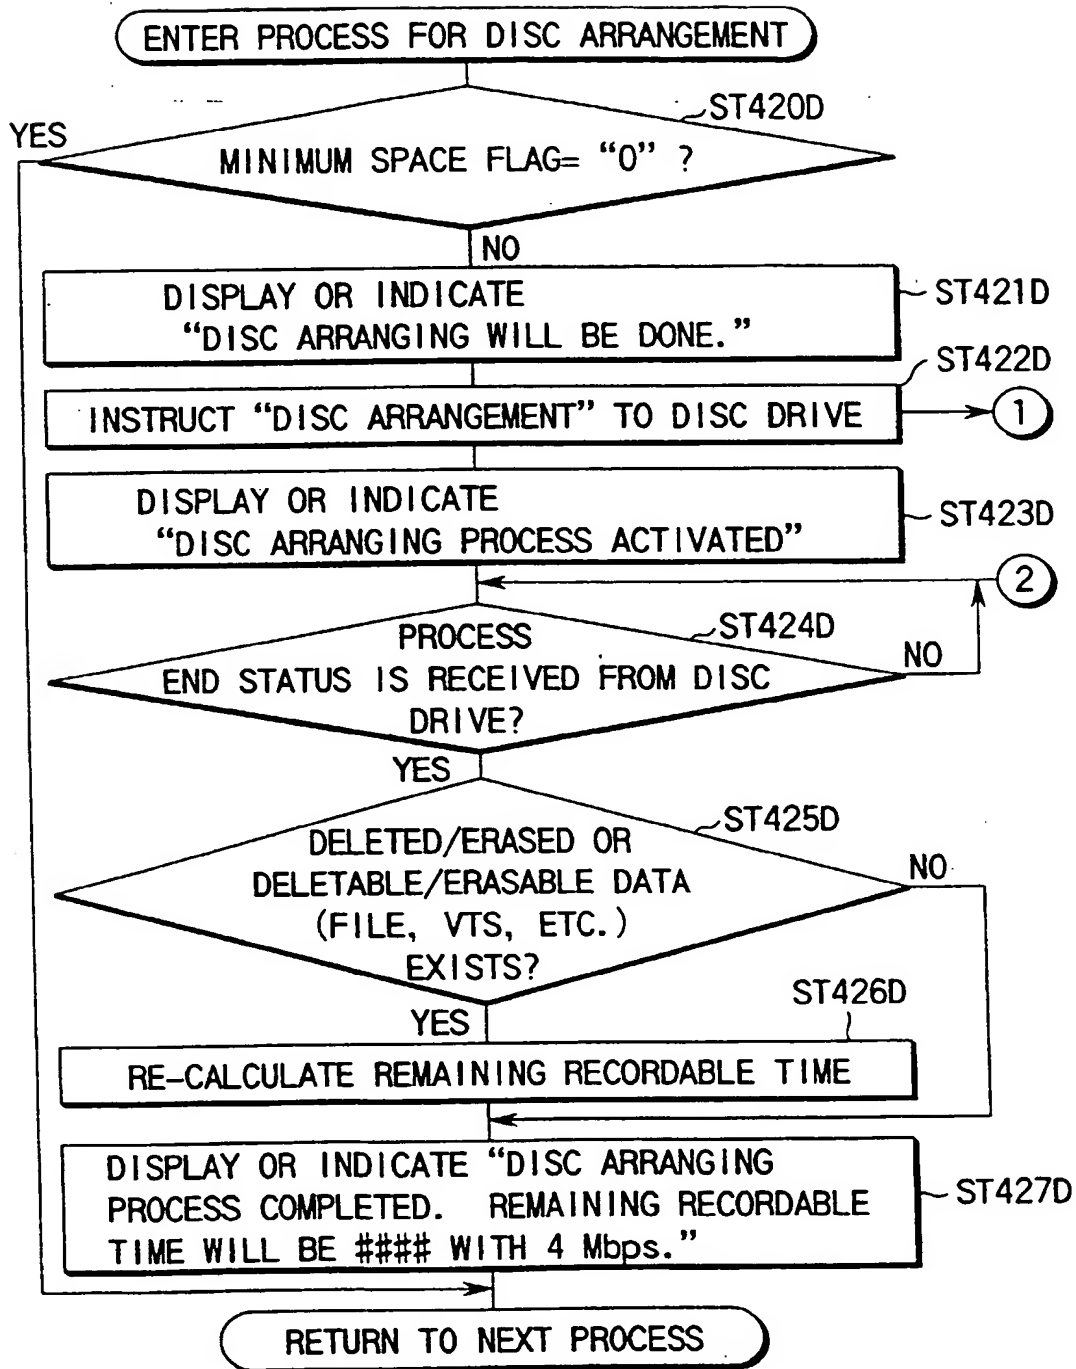 ENTER PROCESS FOR DISC ARRANGEMENT
ST420D
YES
MINIMUM SPACE FLAG= “0” ?
NO
DISPLAY OR INDICATE
“DISC ARRANGING WILL BE DONE.”
ST421D
ST422D
INSTRUCT “DISC ARRANGEMENT” TO DISC DRIVE
1
DISPLAY OR INDICATE
“DISC ARRANGING PROCESS ACTIVATED”
ST423D
2
ST424D
PROCESS
END STATUS IS RECEIVED FROM DISC
DRIVE?
NO
YES
ST425D
DELETED/ERASED OR
DELETABLE/ERASABLE DATA
(FILE, VTS, ETC.)
EXISTS?
NO
YES
ST426D
RE-CALCULATE REMAINING RECORDABLE TIME
DISPLAY OR INDICATE “DISC ARRANGING
PROCESS COMPLETED. REMAINING RECORDABLE
TIME WILL BE #### WITH 4 Mbps.”
ST427D
RETURN TO NEXT PROCESS